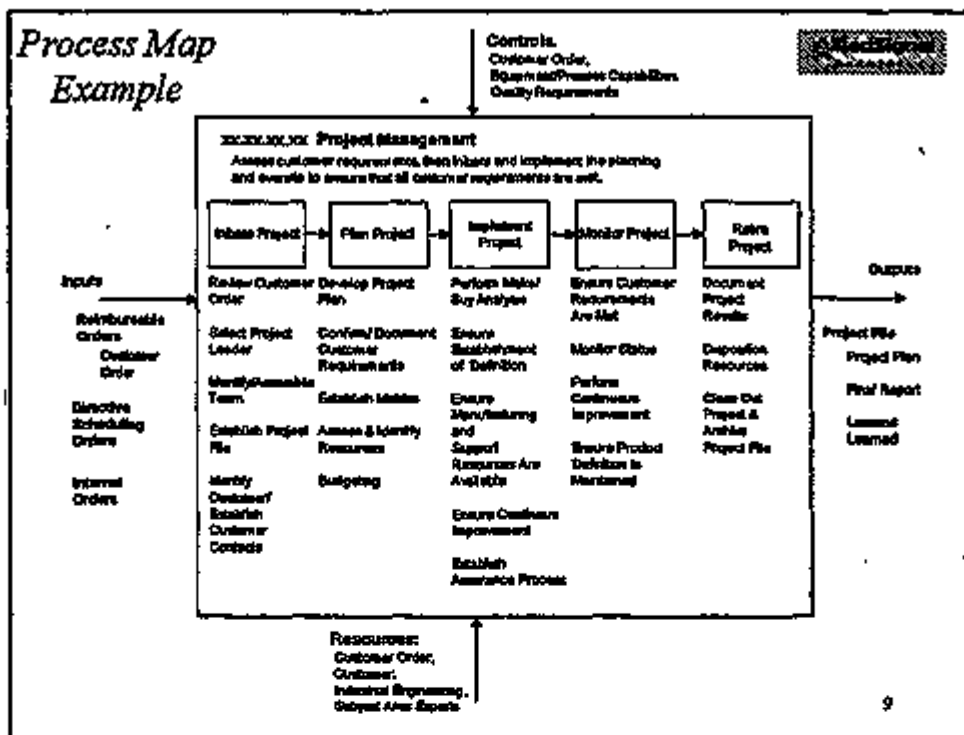 Process Map
Example
Controls.
Customer Order,
Equipment/Process Capabilities,
Quality Requirements
AlliedSignal
xx.xx.xx.xx Project Management
Assess customer requirements, then initiate and implement the planning
and to ensure that all customer requirements are met.
Initiate Project
Plan Project
Implement
Project
Monitor Project
Retire
Project
Inputs
Reimbursable
Orders
Customer
Order
Directive
Scheduling
Orders
Internal
Orders
Review Customer
Order
Select Project
Leader
Identify/Assemble
Team
Establish Project
File
Identify
Customer/
Establish
Customer
Contacts
Develop Project
Plan
Confirm/Document
Customer
Requirements
Establish Metrics
Assess & Identify
Resources
Budgeting
Perform Make/
Buy Analysis
Ensure
Establishment
of Definition
Ensure
Manufacturing
and
Support
Resources Are
Available
Ensure Continuous
Improvement
Establish
Assurance Process
Ensure Customer
Requirements
Are Met
Monitor Status
Perform
Continuous
Improvement
Ensure Product
Definition is
Maintained
Document
Project
Results
Disposition
Resources
Close Out
Project &
Archive
Project File
Outputs
Project File
Project Plan
Final Report
Lessons
Learned
Resources:
Customer Order,
Customer,
Industrial Engineering,
Subject Area Experts
9